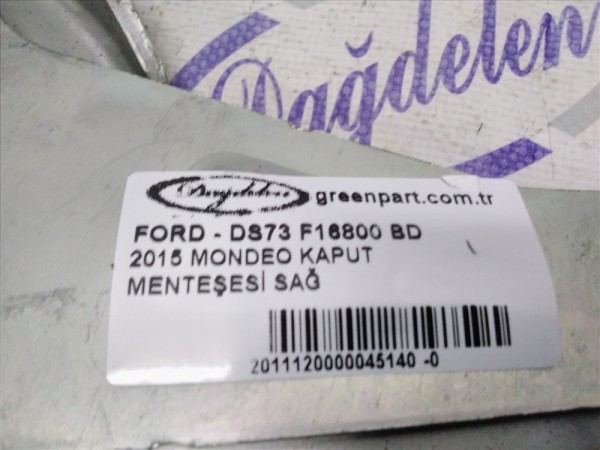 Dağdelen
greenpart.com.tr
FORD - DS73 F16800 BD
2015 MONDEO KAPUT
MENTEŞESİ SAĞ
2011120000045140 -0